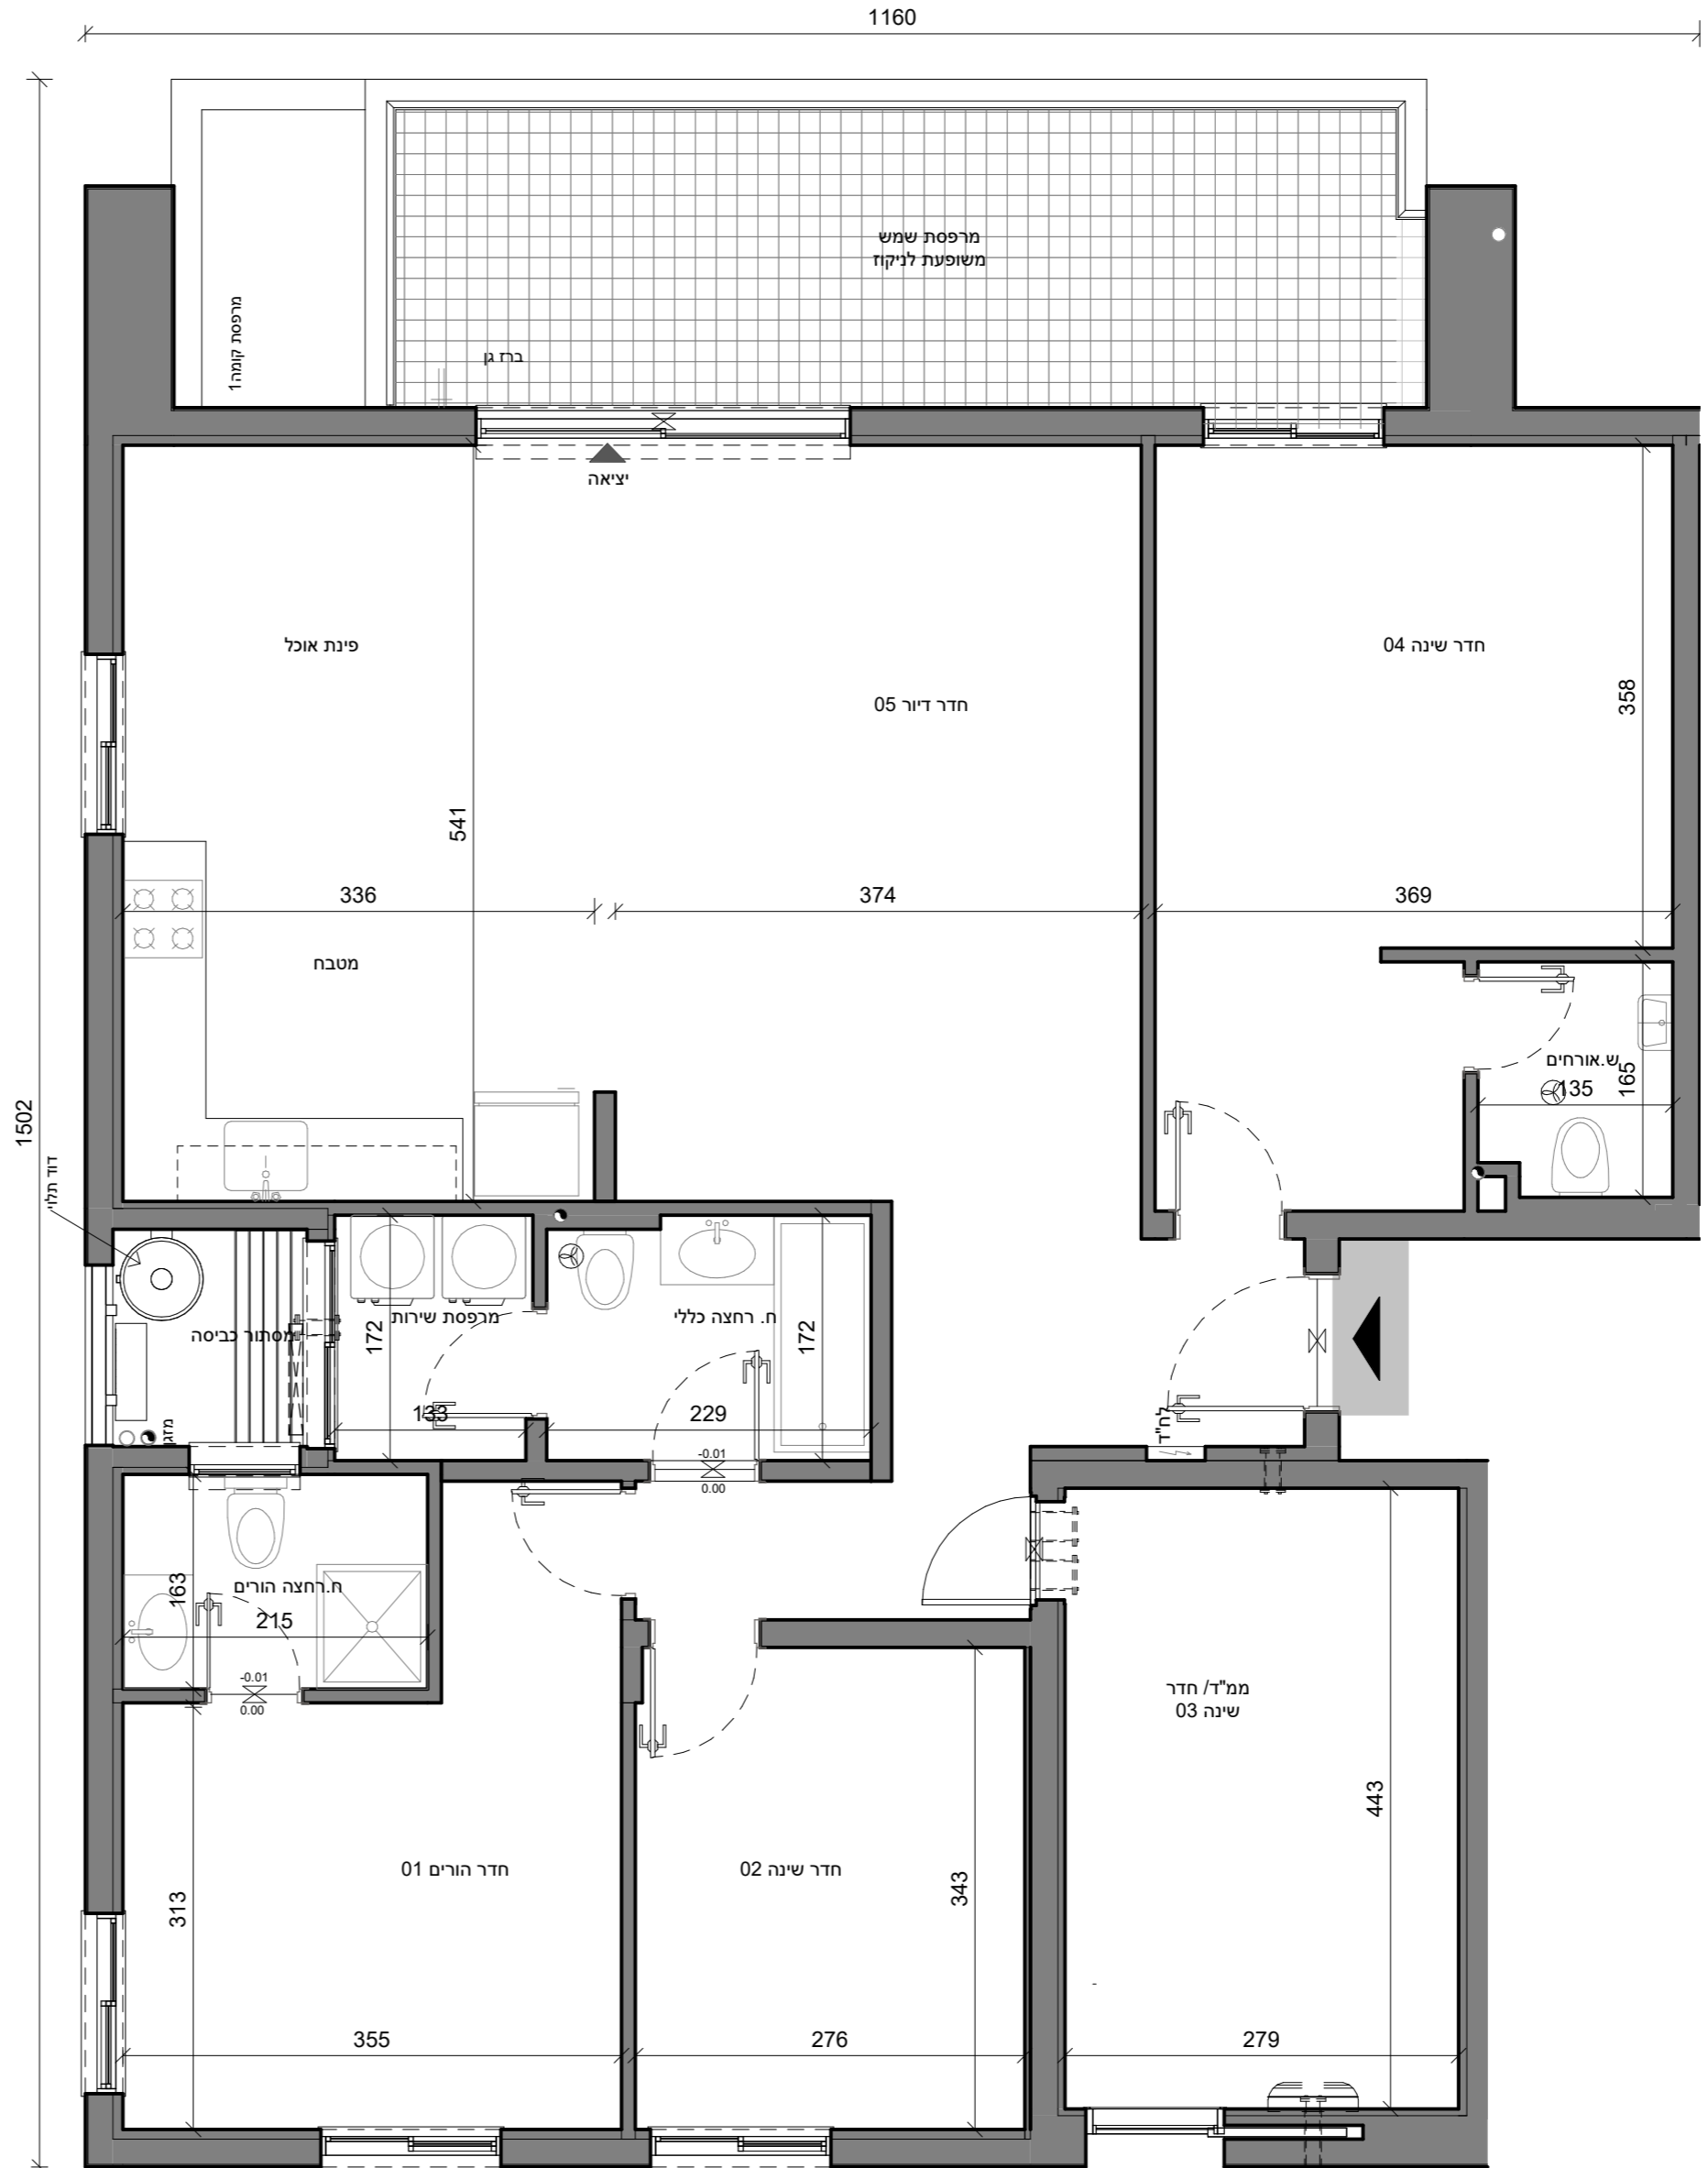 1160
מרפסת שמש
משופעת לניקוז
מרפסת קומה1
ברז גן
יציאה
פינת אוכל
חדר שינה 04
חדר דיור 05
358
541
336
374
369
מטבח
ש.אורחים
135
165
1502
דוד תלוי
מסתור כביסה
מרפסת שירות
ח. רחצה כללי
172
172
133
229
מזגן
לח"ד
-0.01
0.00
ח.רחצה הורים
163
215
-0.01
0.00
ממ"ד/ חדר
שינה 03
443
חדר הורים 01
חדר שינה 02
313
343
355
276
279